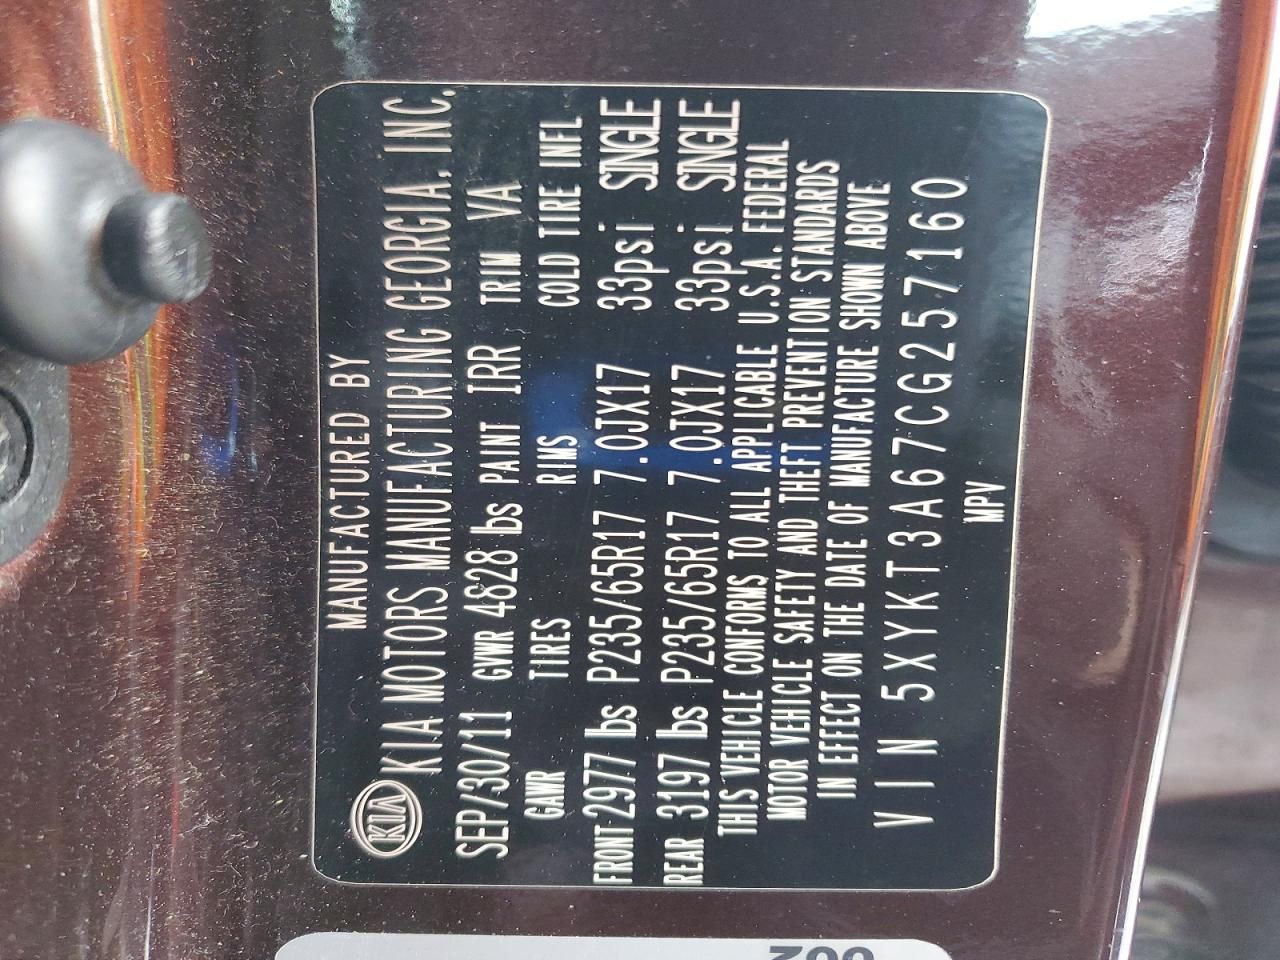 MANUFACTURED BY
KIA KIA MOTORS MANUFACTURING GEORGIA, INC.
SEP/30/11 GVWR 4828 lbs PAINT IRR TRIM VA
GAWR TIRES RIMS COLD TIRE INFL
FRONT 2977 lbs P235/65R17 7.0JX17 33psi SINGLE
REAR 3197 lbs P235/65R17 7.0JX17 33psi SINGLE
THIS VEHICLE CONFORMS TO ALL APPLICABLE U.S.A. FEDERAL
MOTOR VEHICLE SAFETY AND THEFT PREVENTION STANDARDS
IN EFFECT ON THE DATE OF MANUFACTURE SHOWN ABOVE
VIN 5XYKT3A67CG257160
MPV